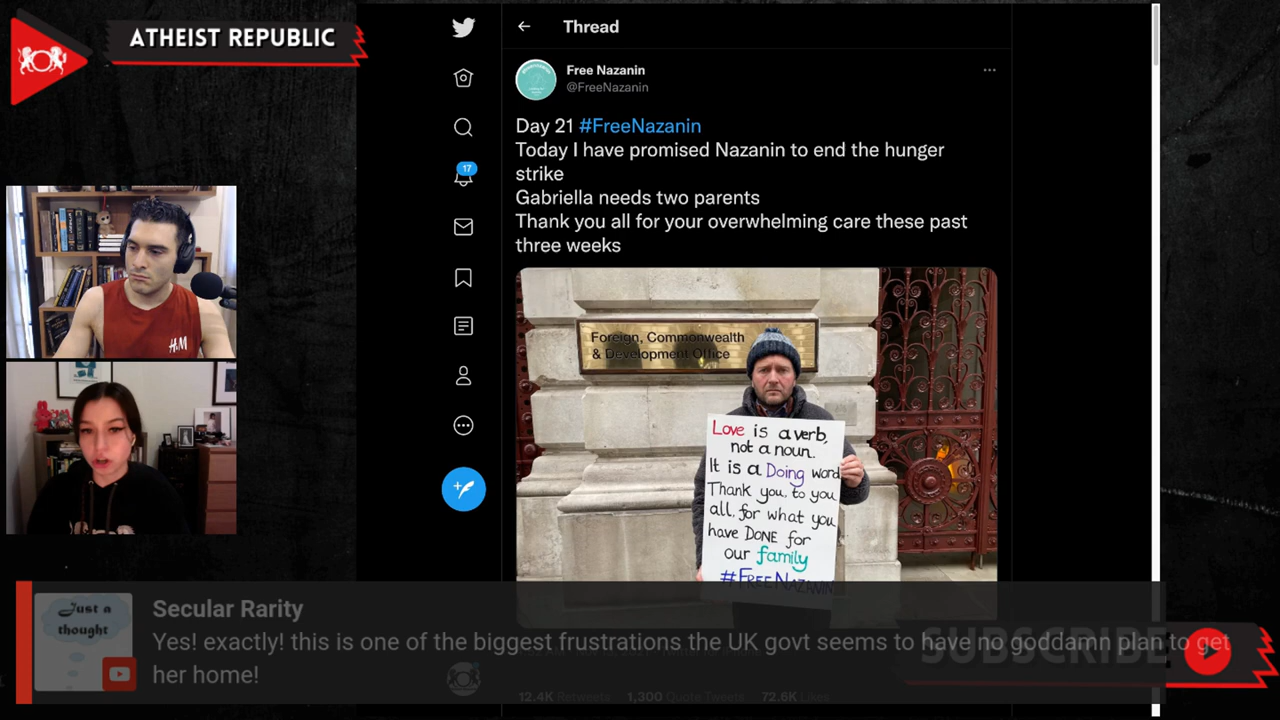 ATHEIST REPUBLIC
Thread
Free Nazanin
@FreeNazanin
Day 21 #FreeNazanin
Today I have promised Nazanin to end the hunger
strike
Gabriella needs two parents
Thank you all for your overwhelming care these past
three weeks
17
Foreign, Commonwealth
& Development Office
Love is a verb,
not a noun.
It is a Doing word
Thank you, to you
all, for what you
have DONE for
our family
#FREENAZANIN
H&M
Just a
thought
Secular Rarity
Yes! exactly! this is one of the biggest frustrations the UK govt seems to have no goddamn plan to get
her home!
SUBSCRIBE
12.4K Retweets 1,300 Quote Tweets 72.6K Likes